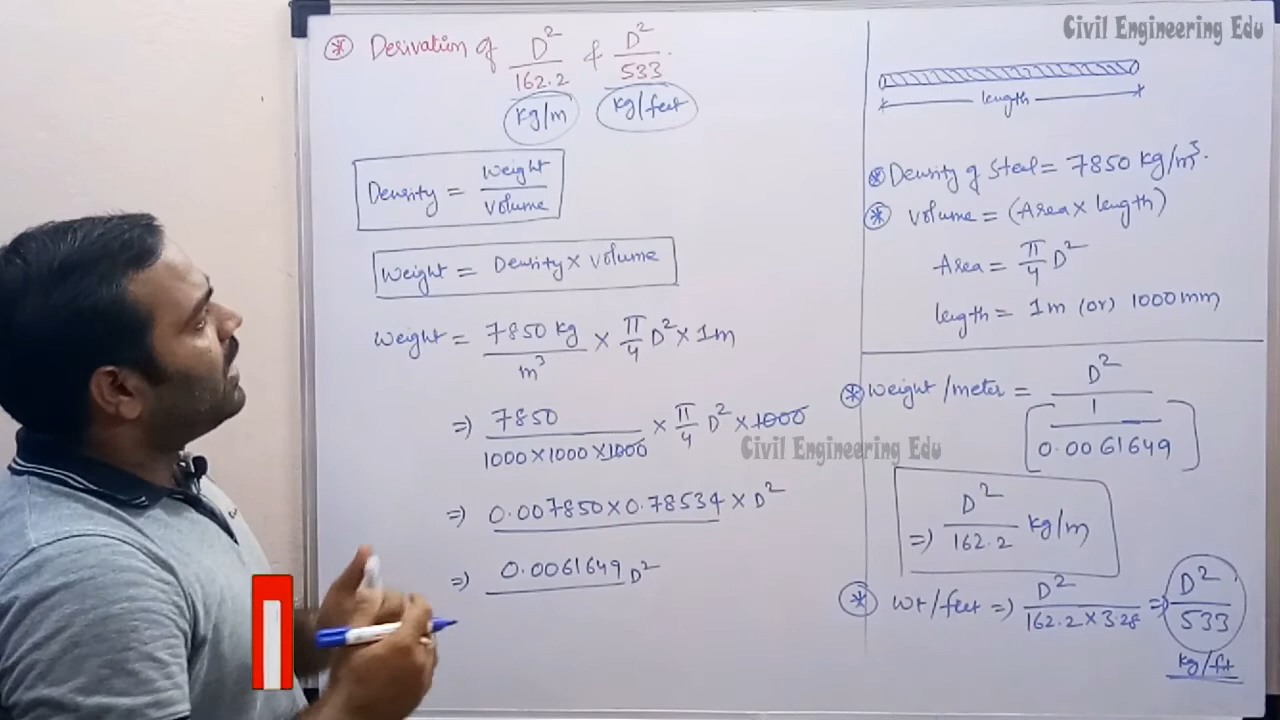 Civil Engineering Edu
* Derivation of D²/162.2 & D²/533.
kg/m kg/feet
Density = Weight/Volume
Weight = Density × Volume
Weight = 7850 kg/m³ × π/4 D² × 1m
=) 7850/(1000×1000×1000) × π/4 D² × 1000
=) 0.007850 × 0.78534 × D²
=) 0.0061649 D²
length
* Density of Steel = 7850 kg/m³.
* Volume = (Area × length)
Area = π/4 D²
length = 1m (or) 1000mm
* Weight/meter = D²/[1/0.0061649]
Civil Engineering Edu
=) D²/162.2 kg/m
* Wt/feet =) D²/(162.2×3.28) =) D²/533
kg/ft